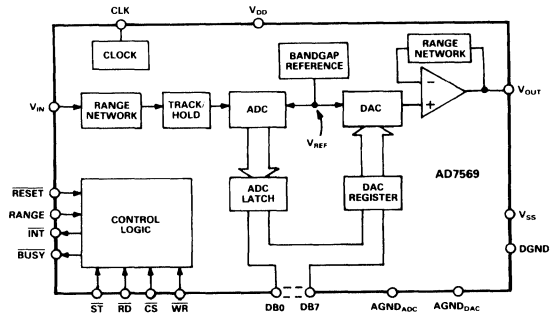 CLK
VDD
CLOCK
BANDGAP
REFERENCE
RANGE
NETWORK
VIN
RANGE
NETWORK
TRACK/
HOLD
ADC
DAC
VOUT
VREF
−
+
AD7569
ADC
LATCH
DAC
REGISTER
RESET
RANGE
INT
BUSY
CONTROL
LOGIC
VSS
DGND
ST
RD
CS
WR
DB0
DB7
AGNDADC
AGNDDAC